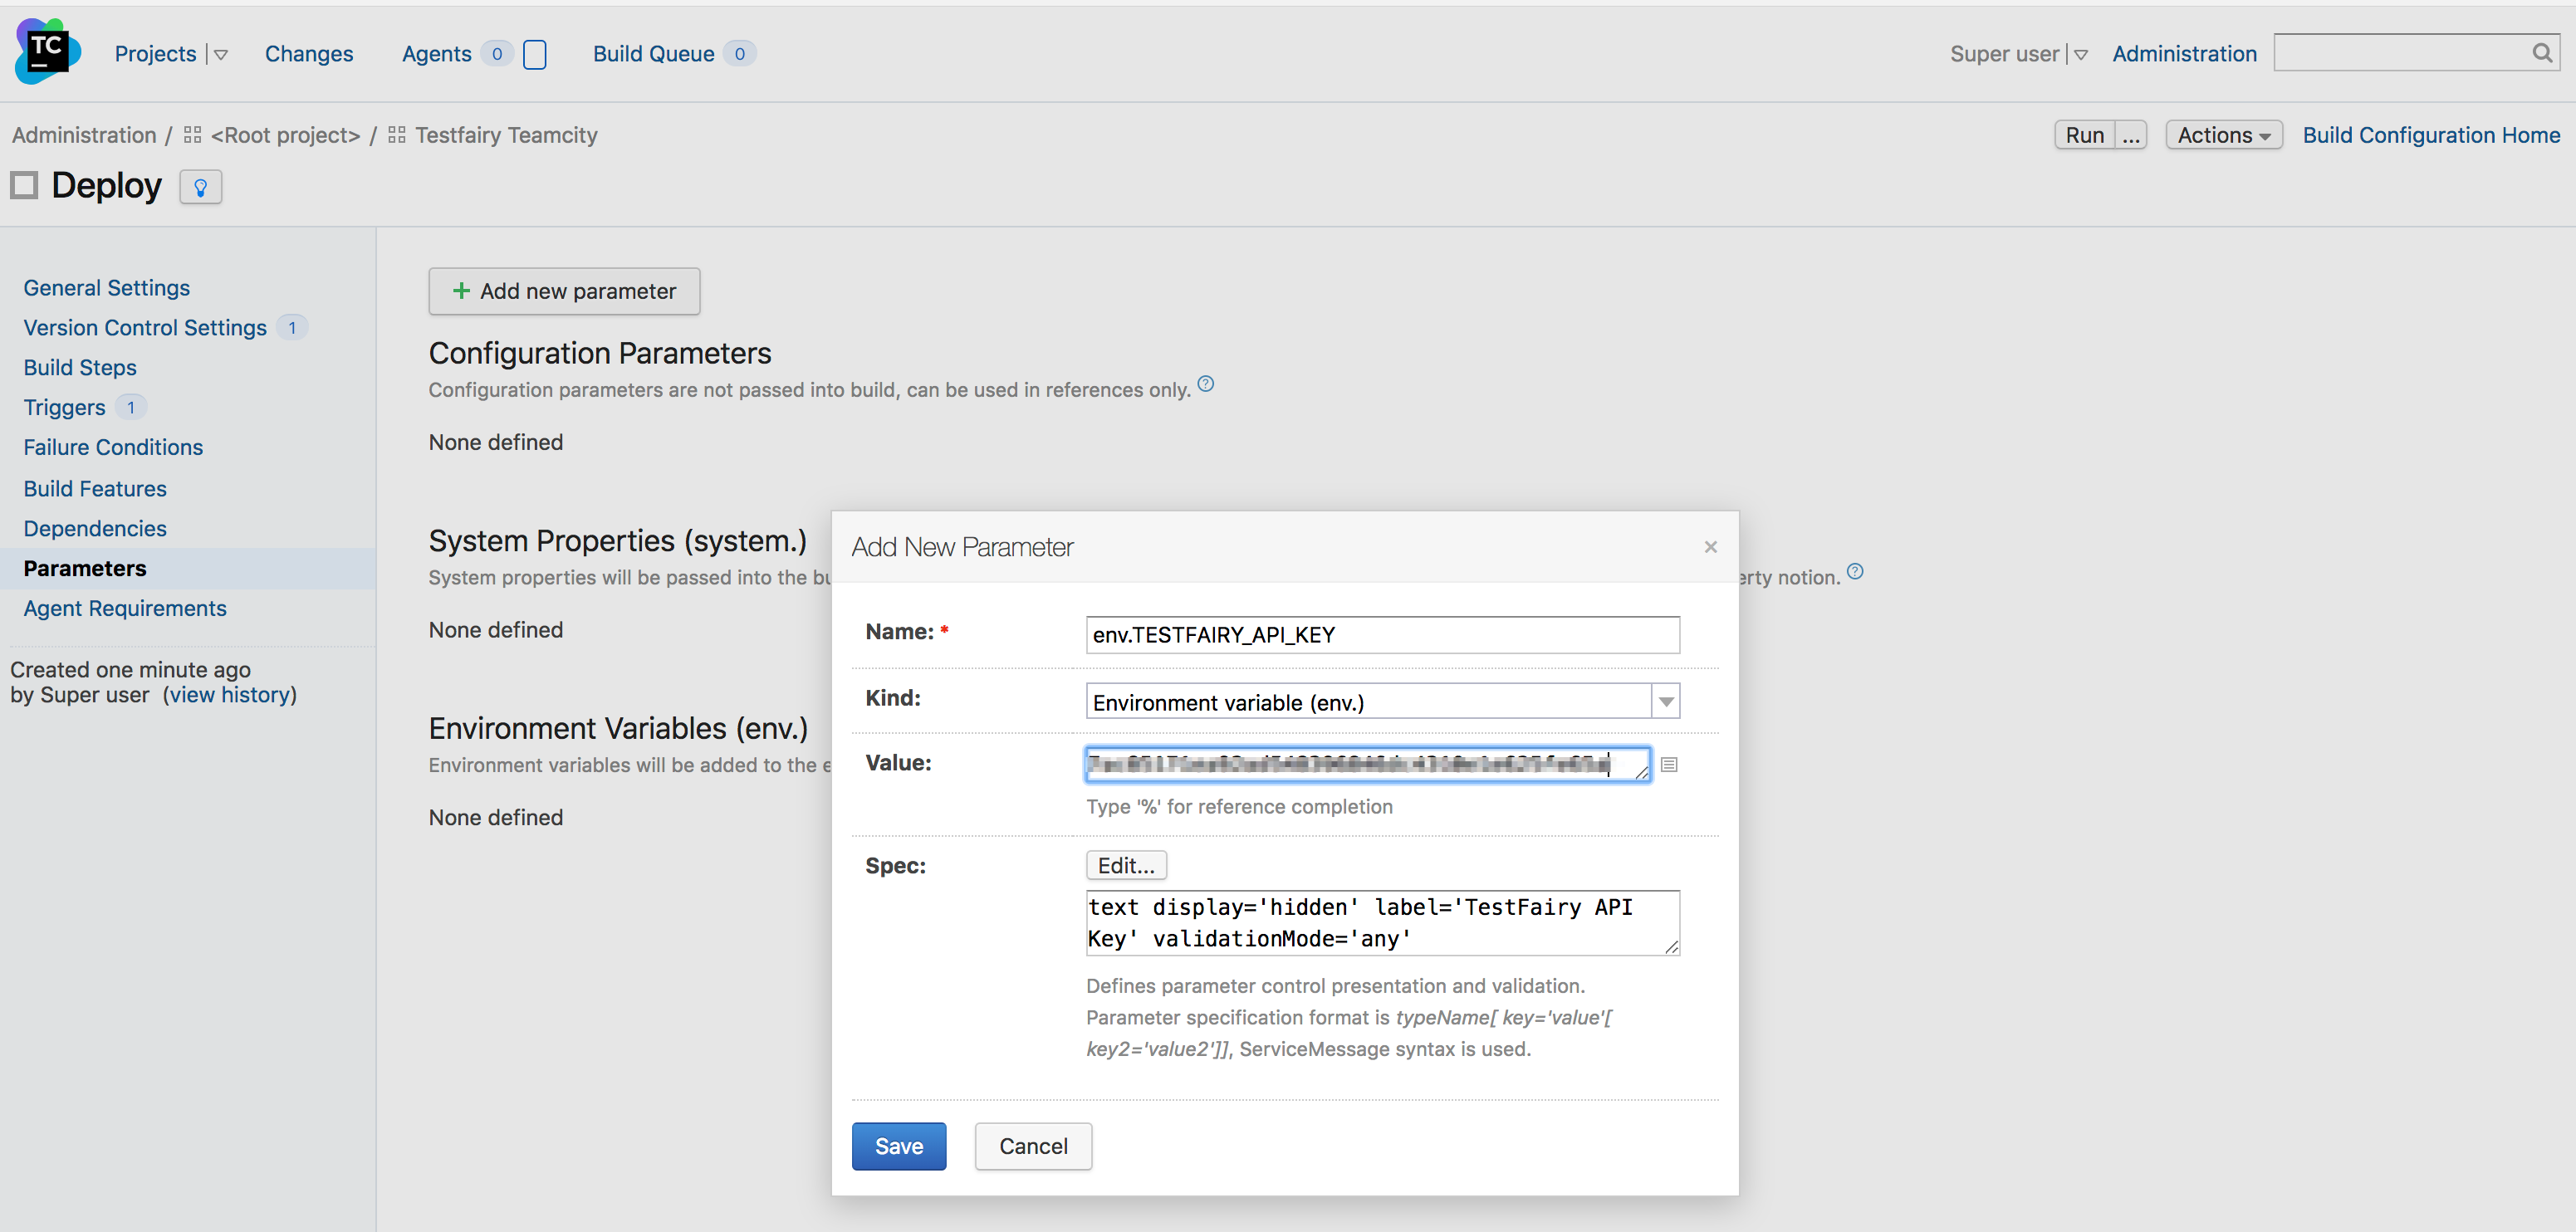 TC
Projects
Changes
Agents 0
Build Queue 0
Super user
Administration
Administration / <Root project> / Testfairy Teamcity
Run ...
Actions
Build Configuration Home
Deploy
General Settings
Version Control Settings 1
Build Steps
Triggers 1
Failure Conditions
Build Features
Dependencies
Parameters
Agent Requirements
Created one minute ago
by Super user (view history)
+ Add new parameter
Configuration Parameters
Configuration parameters are not passed into build, can be used in references only. ?
None defined
System Properties (system.)
System properties will be passed into the bu
erty notion. ?
None defined
Environment Variables (env.)
Environment variables will be added to the e
None defined
Add New Parameter ×
Name: * env.TESTFAIRY_API_KEY
Kind: Environment variable (env.)
Value:
Type '%' for reference completion
Spec: Edit...
text display='hidden' label='TestFairy API
Key' validationMode='any'
Defines parameter control presentation and validation.
Parameter specification format is typeName[ key='value'[
key2='value2']], ServiceMessage syntax is used.
Save Cancel